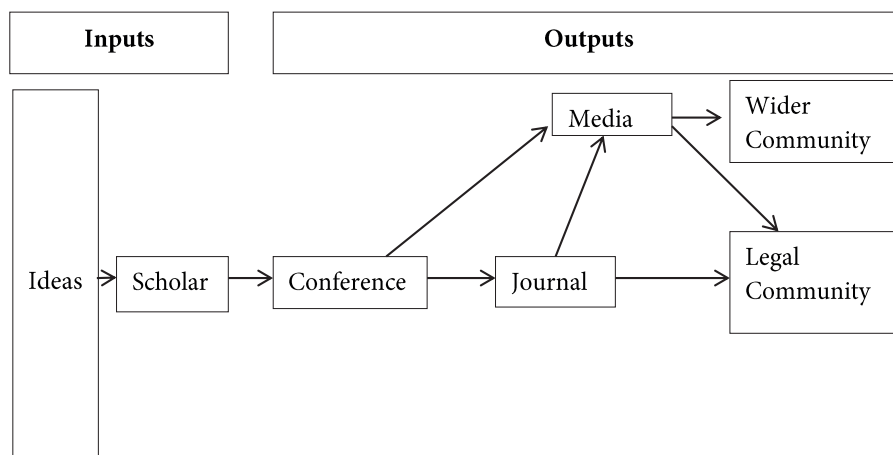 Inputs
Outputs
Media
Wider
Community
Ideas
Scholar
Conference
Journal
Legal
Community